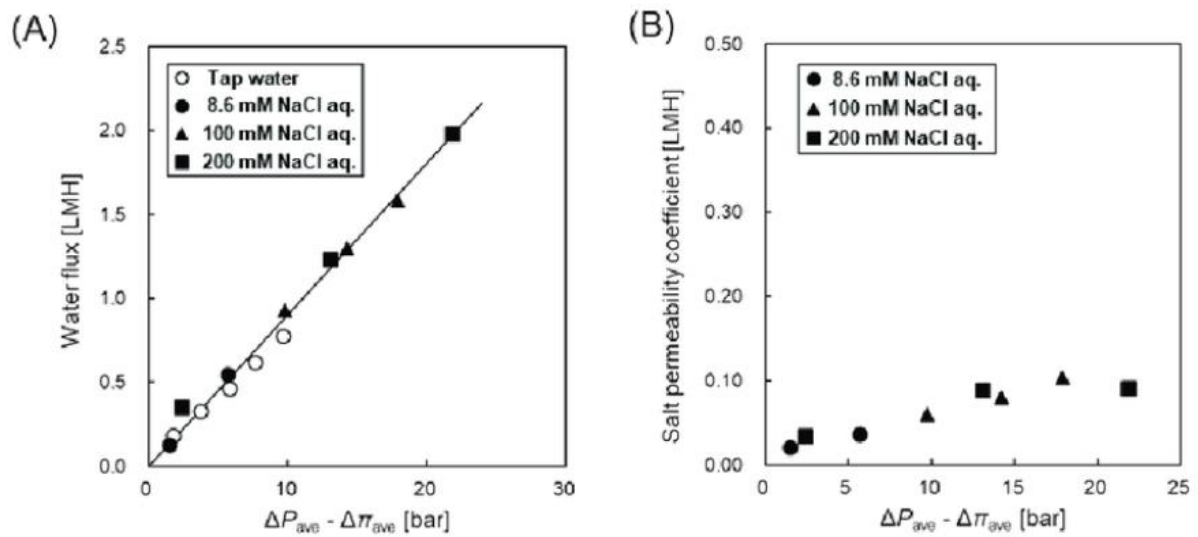 (A)
2.5
2.0
1.5
1.0
0.5
0.0
Water flux [LMH]
Tap water
8.6 mM NaCl aq.
100 mM NaCl aq.
200 mM NaCl aq.
0 10 20 30
ΔPave - Δπave [bar]
(B)
0.50
0.40
0.30
0.20
0.10
0.00
Salt permeability coefficient [LMH]
8.6 mM NaCl aq.
100 mM NaCl aq.
200 mM NaCl aq.
0 5 10 15 20 25
ΔPave - Δπave [bar]